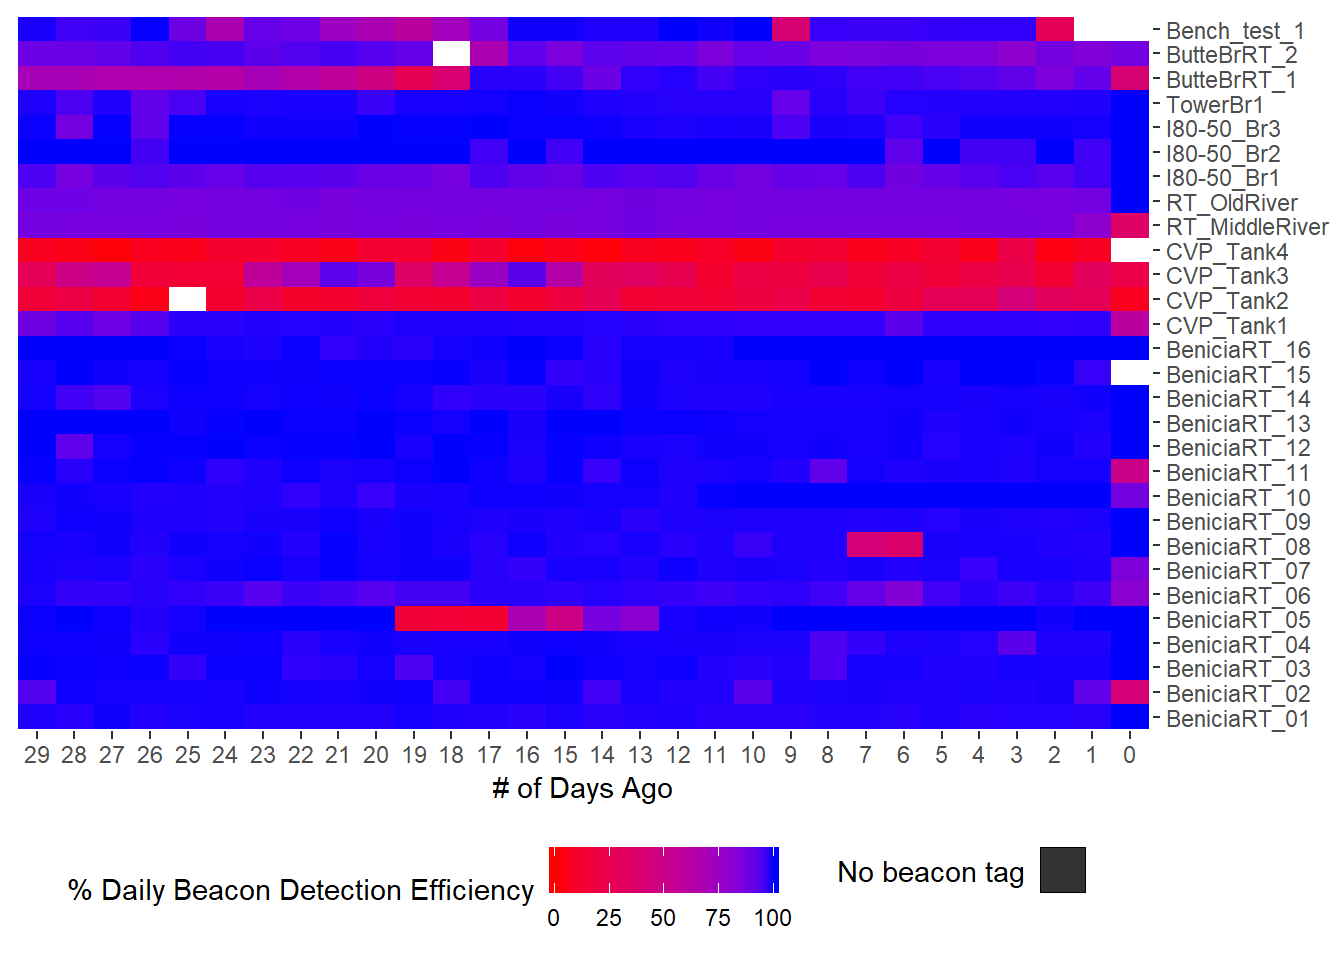 Bench_test_1
ButteBrRT_2
ButteBrRT_1
TowerBr1
I80-50_Br3
I80-50_Br2
I80-50_Br1
RT_OldRiver
RT_MiddleRiver
CVP_Tank4
CVP_Tank3
CVP_Tank2
CVP_Tank1
BeniciaRT_16
BeniciaRT_15
BeniciaRT_14
BeniciaRT_13
BeniciaRT_12
BeniciaRT_11
BeniciaRT_10
BeniciaRT_09
BeniciaRT_08
BeniciaRT_07
BeniciaRT_06
BeniciaRT_05
BeniciaRT_04
BeniciaRT_03
BeniciaRT_02
BeniciaRT_01
29 28 27 26 25 24 23 22 21 20 19 18 17 16 15 14 13 12 11 10 9 8 7 6 5 4 3 2 1 0
# of Days Ago
% Daily Beacon Detection Efficiency
0 25 50 75 100
No beacon tag